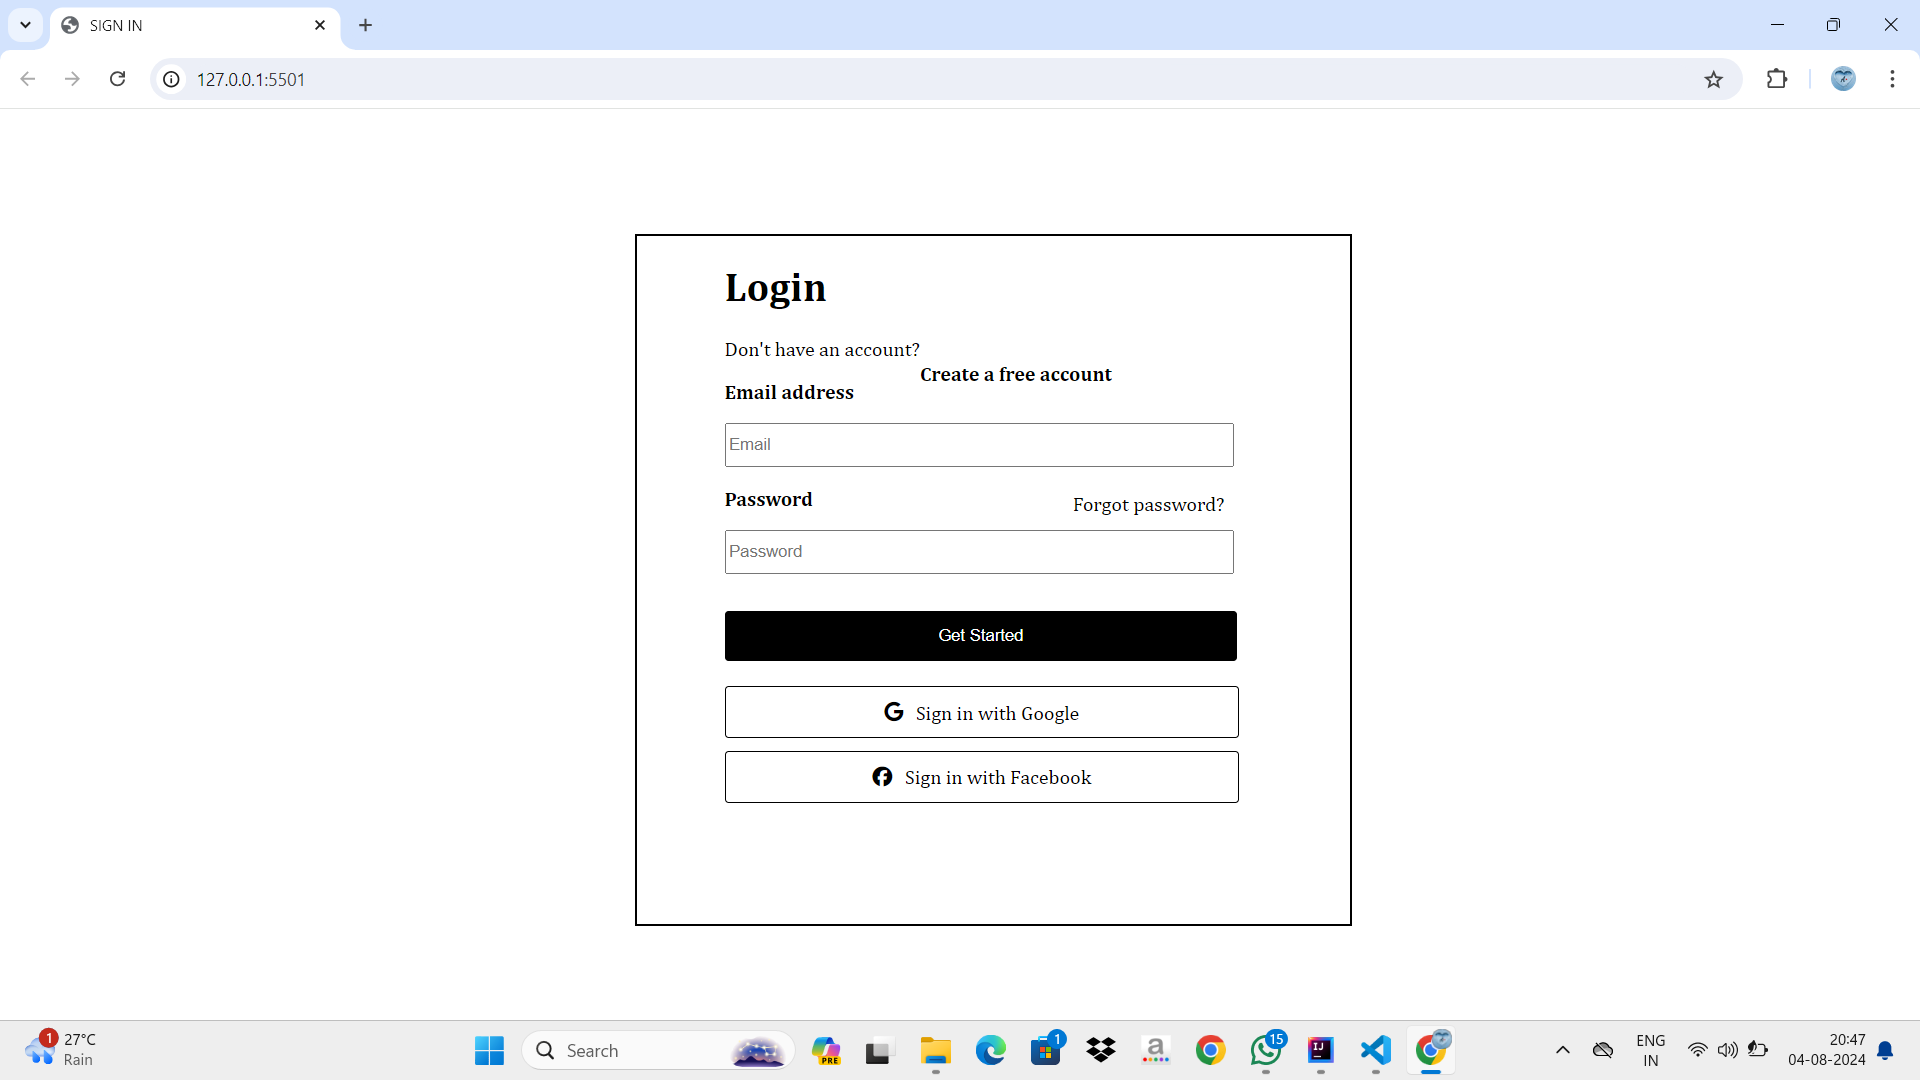 SIGN IN
127.0.0.1:5501
Login
Don't have an account?
Create a free account
Email address
Email
Password
Forgot password?
Password
Get Started
Sign in with Google
Sign in with Facebook
1
27°C
Rain
Search
PRE
1
a
15
IJ
ENG
IN
20:47
04-08-2024